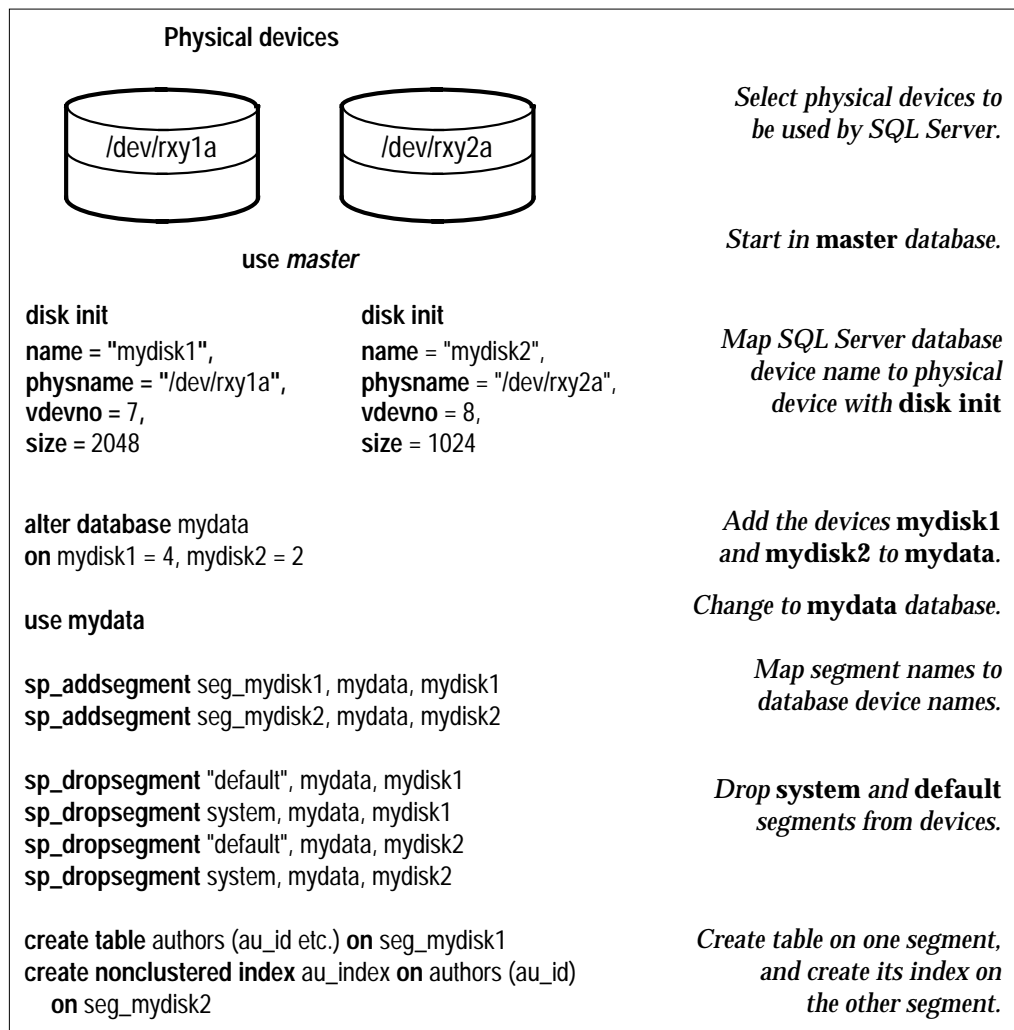 Physical devices
/dev/rxy1a
/dev/rxy2a
Select physical devices to
be used by SQL Server.
use master
Start in master database.
disk init
name = "mydisk1",
physname = "/dev/rxy1a",
vdevno = 7,
size = 2048
disk init
name = "mydisk2",
physname = "/dev/rxy2a",
vdevno = 8,
size = 1024
Map SQL Server database
device name to physical
device with disk init
alter database mydata
on mydisk1 = 4, mydisk2 = 2
Add the devices mydisk1
and mydisk2 to mydata.
use mydata
Change to mydata database.
sp_addsegment seg_mydisk1, mydata, mydisk1
sp_addsegment seg_mydisk2, mydata, mydisk2
Map segment names to
database device names.
sp_dropsegment "default", mydata, mydisk1
sp_dropsegment system, mydata, mydisk1
sp_dropsegment "default", mydata, mydisk2
sp_dropsegment system, mydata, mydisk2
Drop system and default
segments from devices.
create table authors (au_id etc.) on seg_mydisk1
create nonclustered index au_index on authors (au_id)
on seg_mydisk2
Create table on one segment,
and create its index on
the other segment.